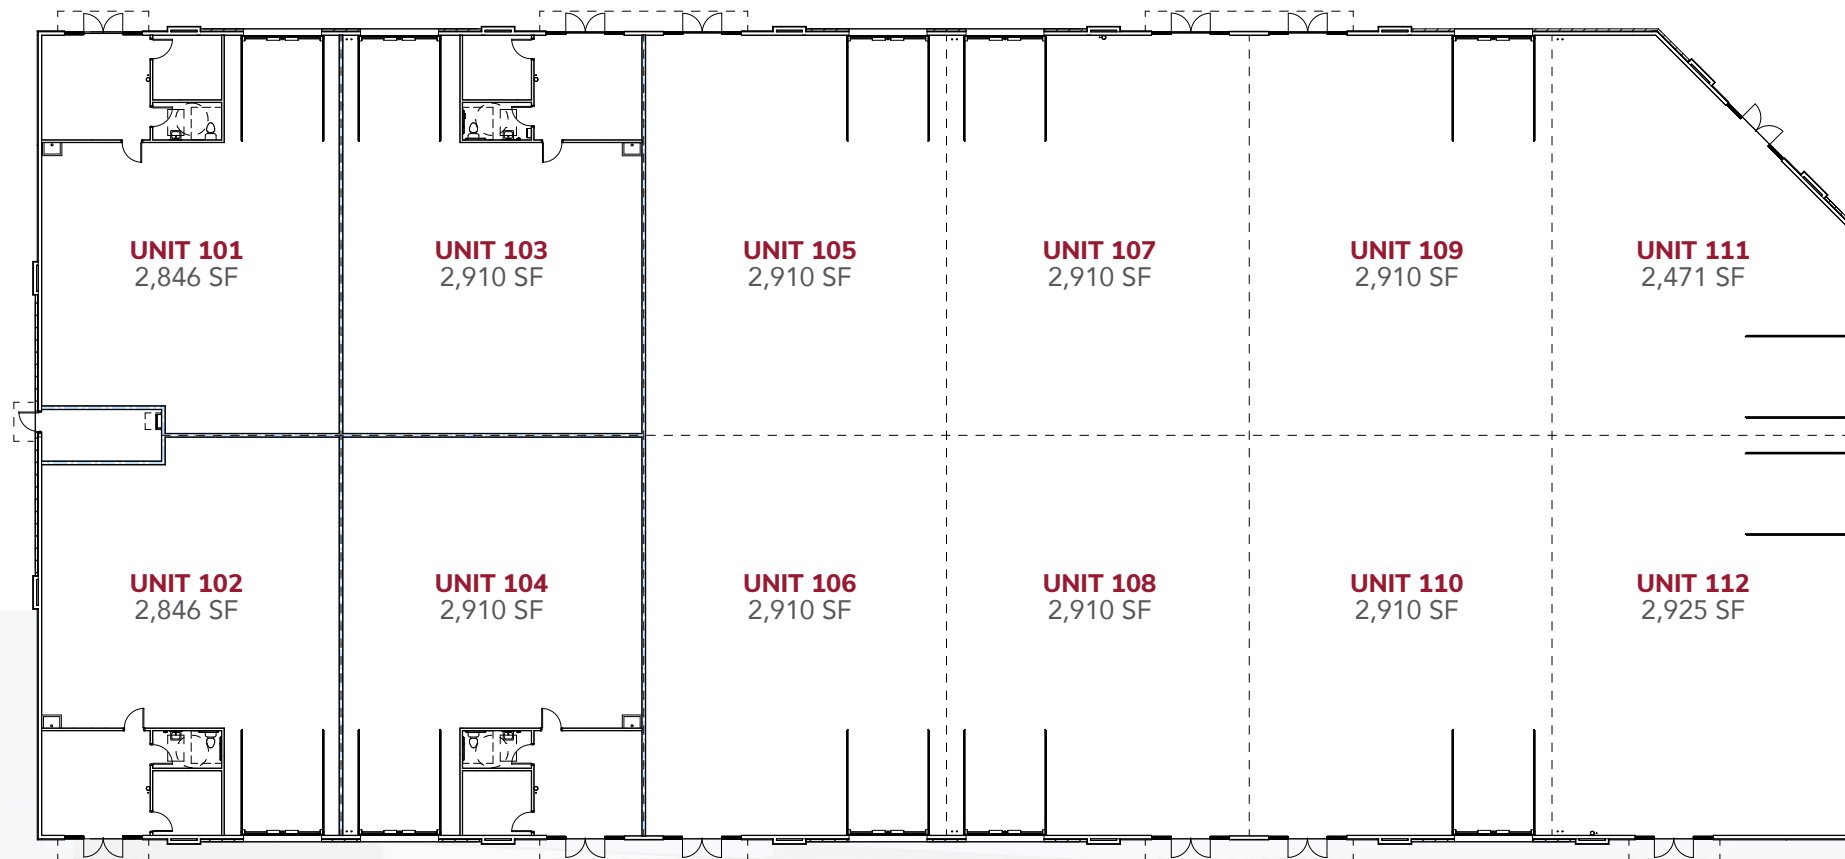 UNIT 101
2,846 SF
UNIT 103
2,910 SF
UNIT 105
2,910 SF
UNIT 107
2,910 SF
UNIT 109
2,910 SF
UNIT 111
2,471 SF
UNIT 102
2,846 SF
UNIT 104
2,910 SF
UNIT 106
2,910 SF
UNIT 108
2,910 SF
UNIT 110
2,910 SF
UNIT 112
2,925 SF